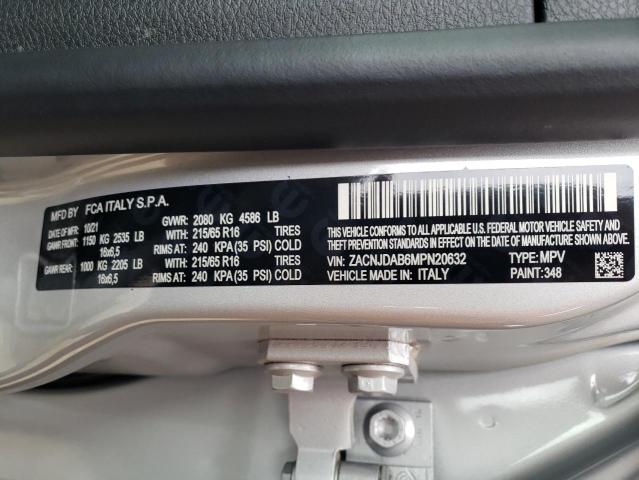 MFD BY FCA ITALY S.P.A.
DATE OF MFR: 10/21 GVWR: 2080 KG 4586 LB
GAWR FRONT: 1150 KG 2535 LB WITH: 215/65 R16 TIRES
16x6,5 RIMS AT: 240 KPA (35 PSI) COLD
GAWR REAR: 1000 KG 2205 LB WITH: 215/65 R16 TIRES
16x6,5 RIMS AT: 240 KPA (35 PSI) COLD
THIS VEHICLE CONFORMS TO ALL APPLICABLE U.S. FEDERAL MOTOR VEHICLE SAFETY AND
THEFT PREVENTION STANDARDS IN EFFECT ON THE DATE OF MANUFACTURE SHOWN ABOVE.
VIN: ZACNJDAB6MPN20632 TYPE: MPV
VEHICLE MADE IN: ITALY PAINT: 348